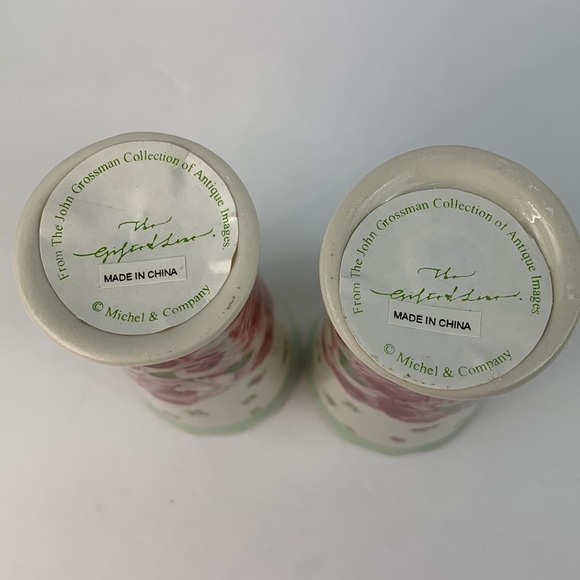 From The John Grossman Collection of Antique Images
The
Gifted Line.
MADE IN CHINA
© Michel & Company
From The John Grossman Collection of Antique Images
The
Gifted Line.
MADE IN CHINA
© Michel & Company